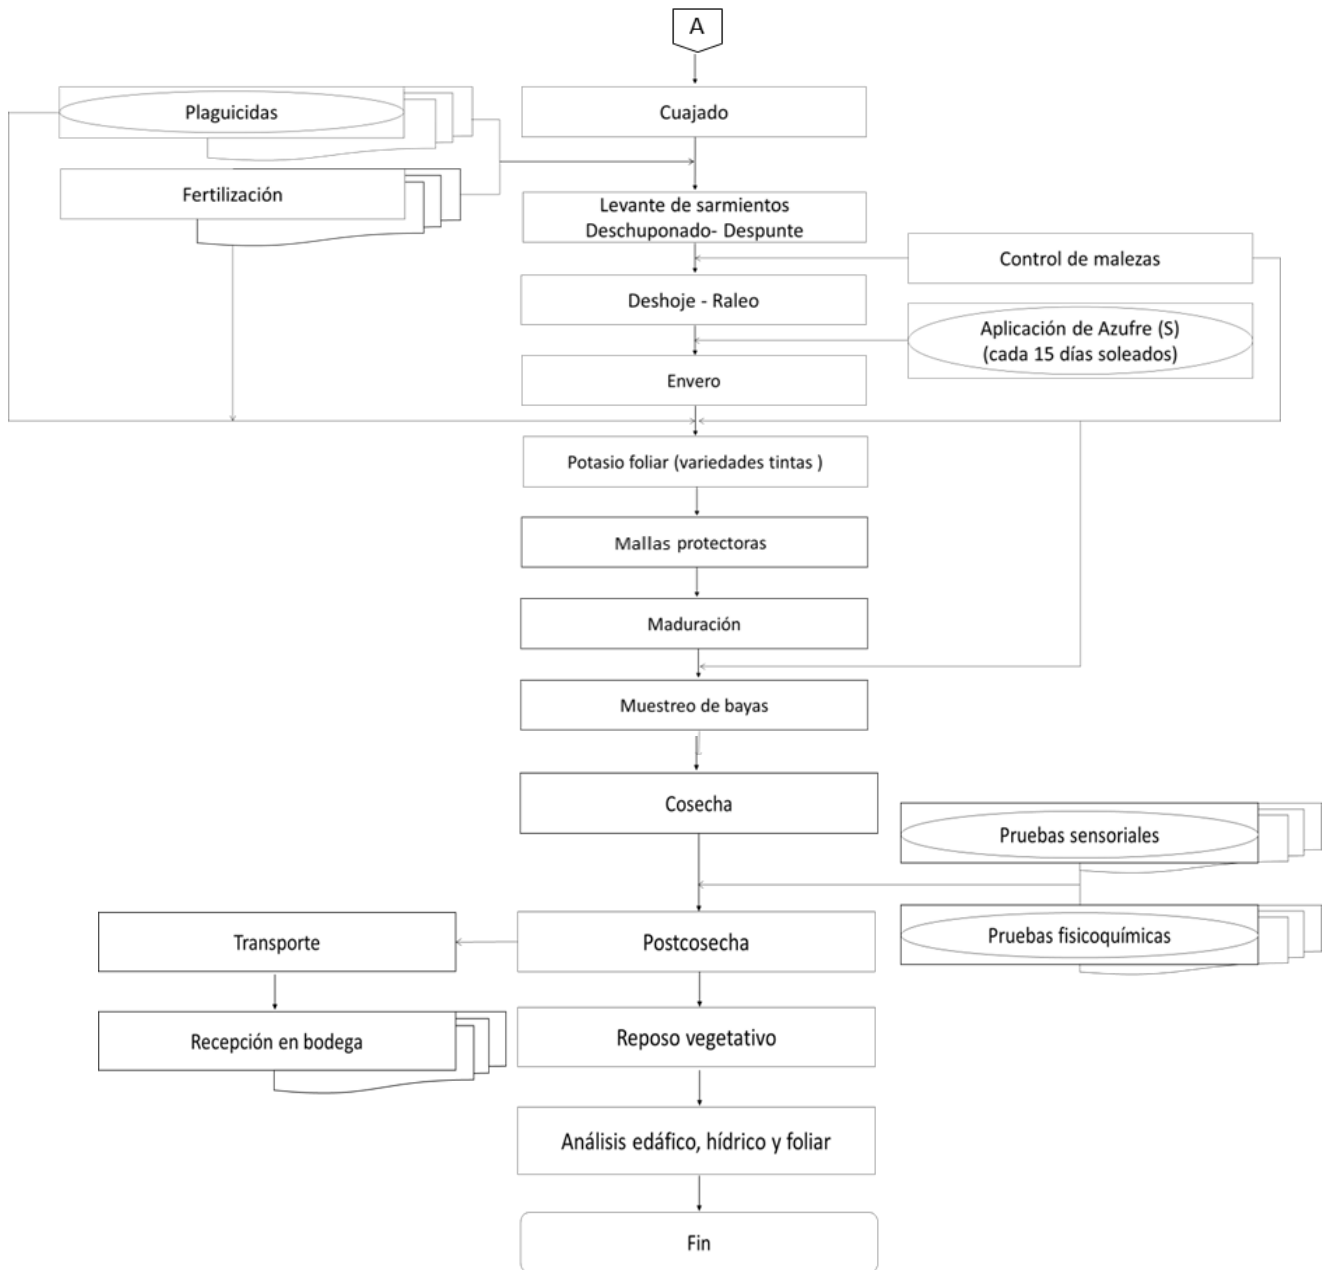 A
Plaguicidas
Cuajado
Fertilización
Levante de sarmientos
Deschuponado- Despunte
Control de malezas
Deshoje - Raleo
Aplicación de Azufre (S)
(cada 15 días soleados)
Envero
Potasio foliar (variedades tintas )
Mallas protectoras
Maduración
Muestreo de bayas
Cosecha
Pruebas sensoriales
Transporte
Postcosecha
Pruebas fisicoquímicas
Recepción en bodega
Reposo vegetativo
Análisis edáfico, hídrico y foliar
Fin